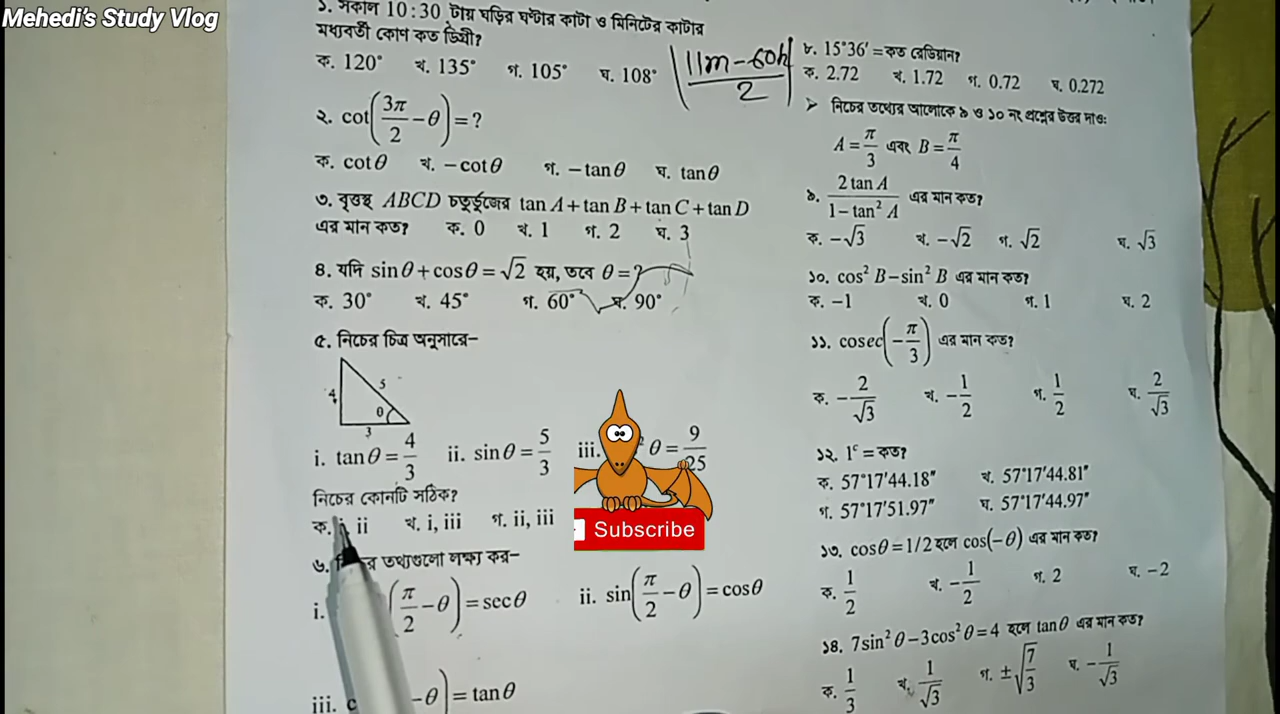 Mehedi's Study Vlog
১. সকাল 10:30 টায় ঘড়ির ঘণ্টার কাটা ও মিনিটের কাটার
মধ্যবর্তী কোণ কত ডিগ্রী?
ক. 120° খ. 135° গ. 105° ঘ. 108°
|11m-60h / 2|
২. cot(3π/2 − θ) = ?
ক. cotθ খ. −cotθ গ. −tanθ ঘ. tanθ
৩. বৃত্তস্থ ABCD চতুর্ভুজের tan A + tan B + tan C + tan D
এর মান কত? ক. 0 খ. 1 গ. 2 ঘ. 3
৪. যদি sinθ + cosθ = √2 হয়, তবে θ = ?
ক. 30° খ. 45° গ. 60° ঘ. 90°
৫. নিচের চিত্র অনুসারে–
4 5 θ 3
i. tanθ = 4/3 ii. sinθ = 5/3 iii. θ = 9/25
নিচের কোনটি সঠিক?
ক. i, ii খ. i, iii গ. ii, iii
Subscribe
৬. তথ্যগুলো লক্ষ্য কর–
i. (π/2 − θ) = secθ ii. sin(π/2 − θ) = cosθ
iii. c −θ) = tanθ
৮. 15°36′ = কত রেডিয়ান?
ক. 2.72 খ. 1.72 গ. 0.72 ঘ. 0.272
➢ নিচের তথ্যের আলোকে ৯ ও ১০ নং প্রশ্নের উত্তর দাও:
A = π/3 এবং B = π/4
৯. 2 tan A / 1 − tan² A এর মান কত?
ক. −√3 খ. −√2 গ. √2 ঘ. √3
১০. cos² B − sin² B এর মান কত?
ক. −1 খ. 0 গ. 1 ঘ. 2
১১. cosec(−π/3) এর মান কত?
ক. −2/√3 খ. −1/2 গ. 1/2 ঘ. 2/√3
১২. 1ᶜ = কত?
ক. 57°17′44.18″ খ. 57°17′44.81″
গ. 57°17′51.97″ ঘ. 57°17′44.97″
১৩. cosθ = 1/2 হলে cos(−θ) এর মান কত?
ক. 1/2 খ. −1/2 গ. 2 ঘ. −2
১৪. 7sin² θ − 3cos² θ = 4 হলে tanθ এর মান কত?
ক. 1/3 খ. 1/√3 গ. ±√7/3 ঘ. −1/√3